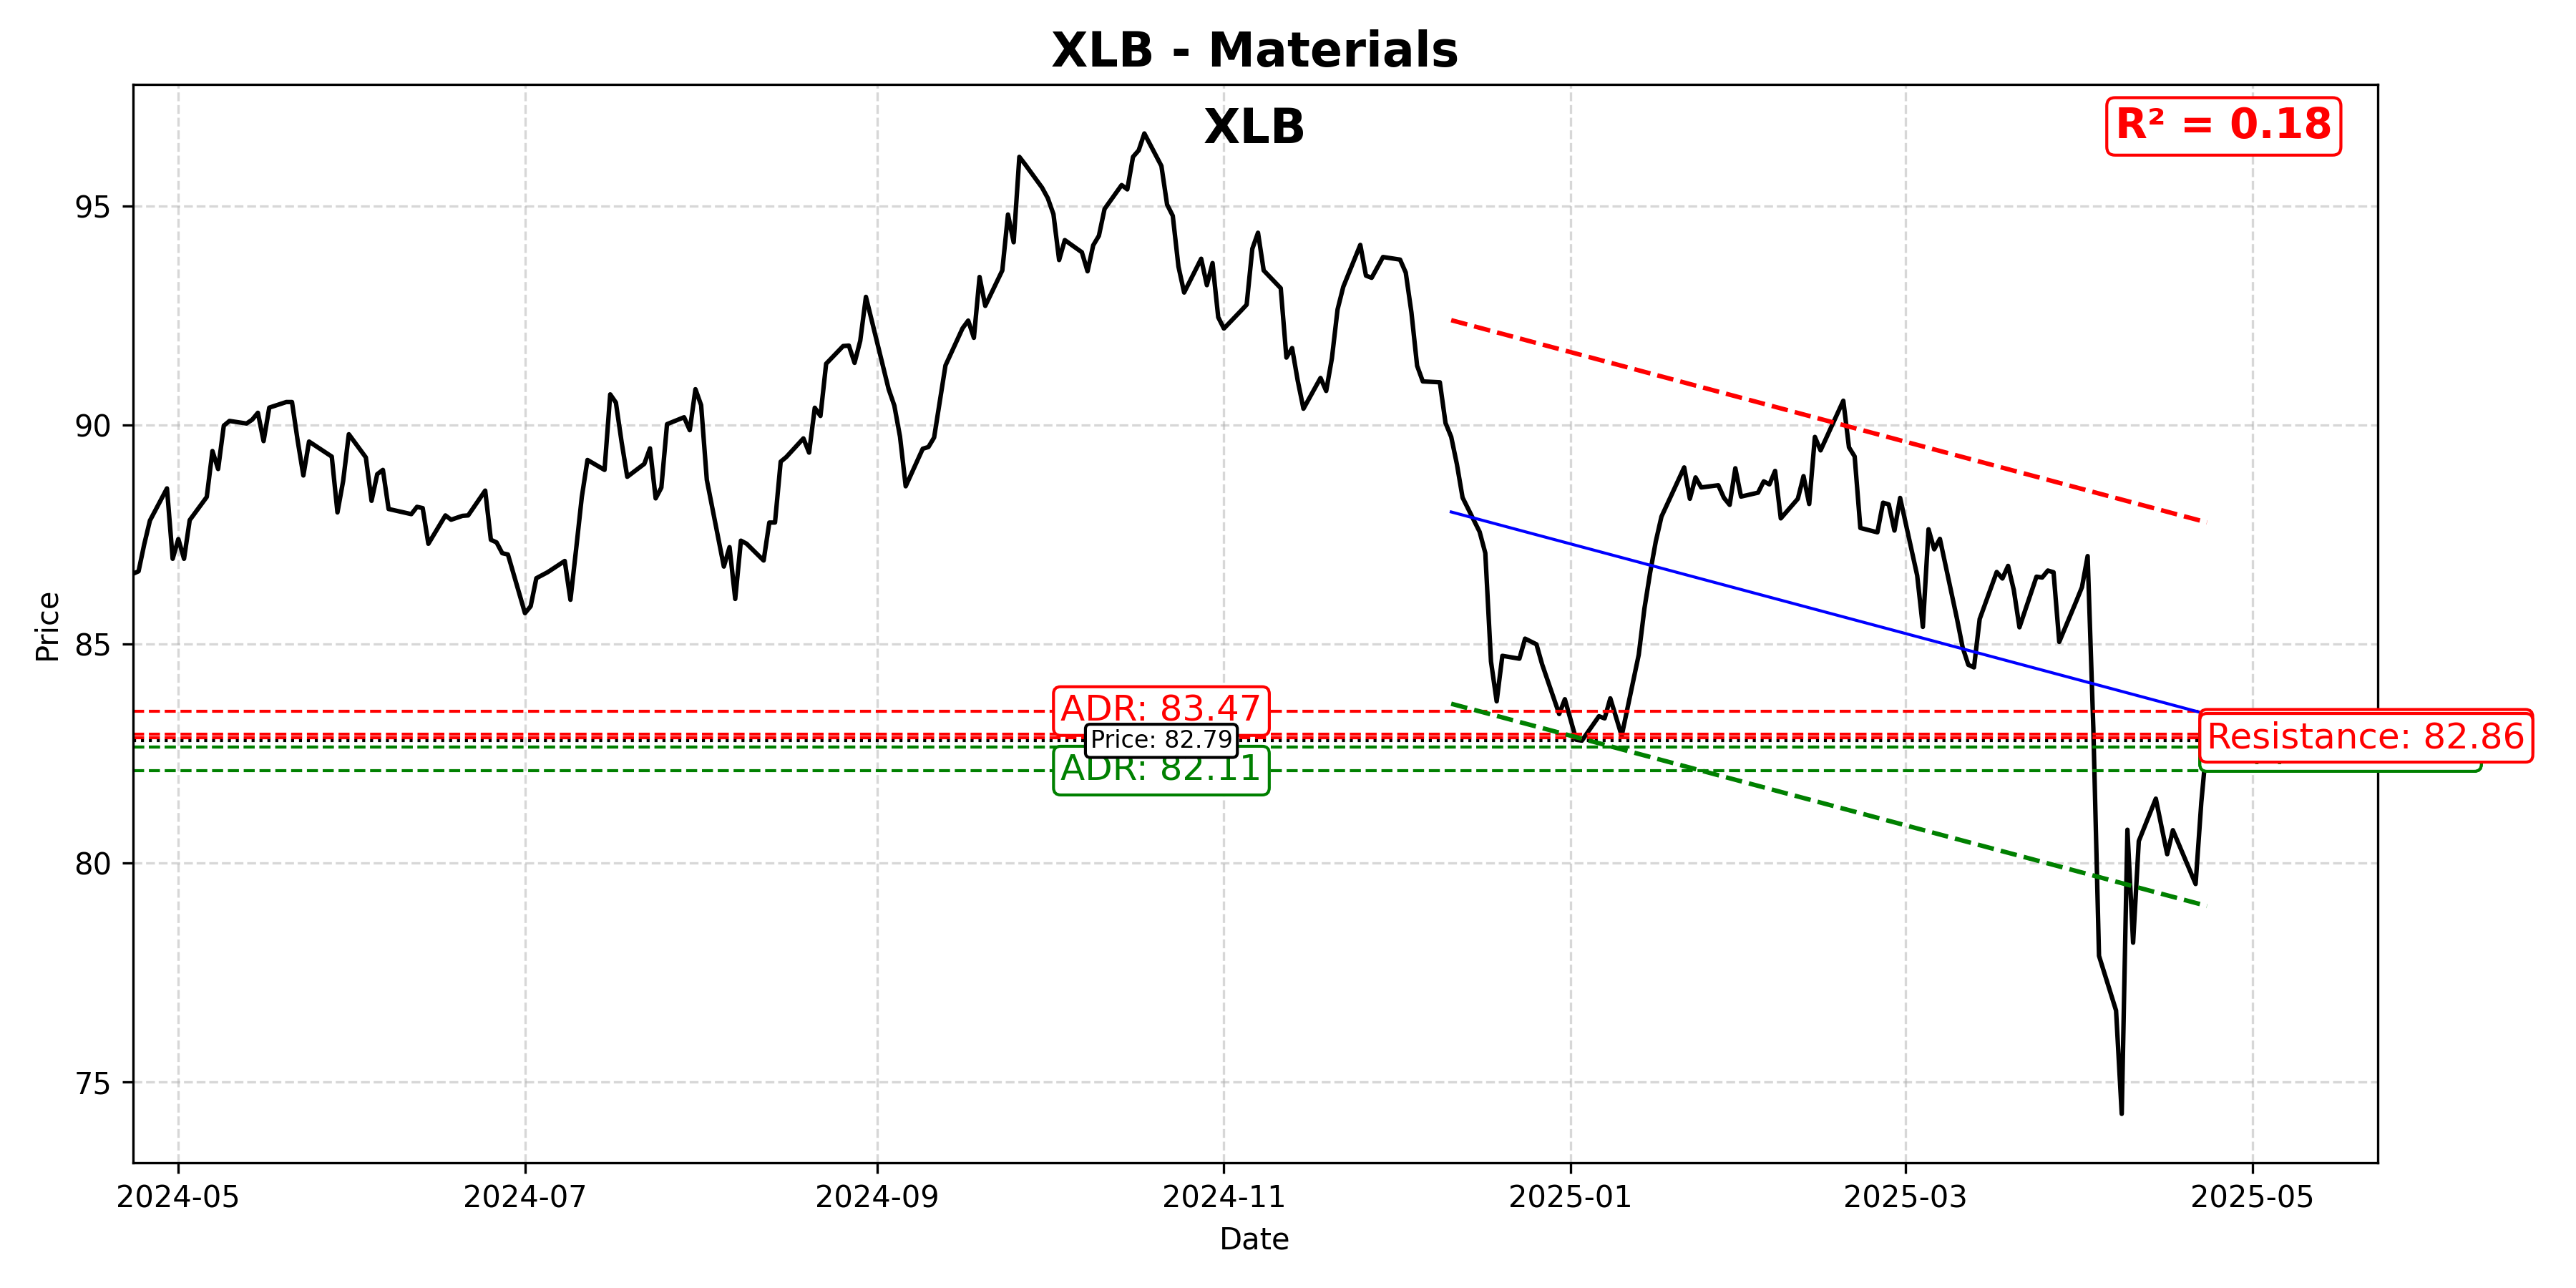 XLB - Materials
XLB
R² = 0.18
95
90
85
80
75
Price
ADR: 83.47
Price: 82.79
ADR: 82.11
Resistance: 82.86
2024-05
2024-07
2024-09
2024-11
2025-01
2025-03
2025-05
Date